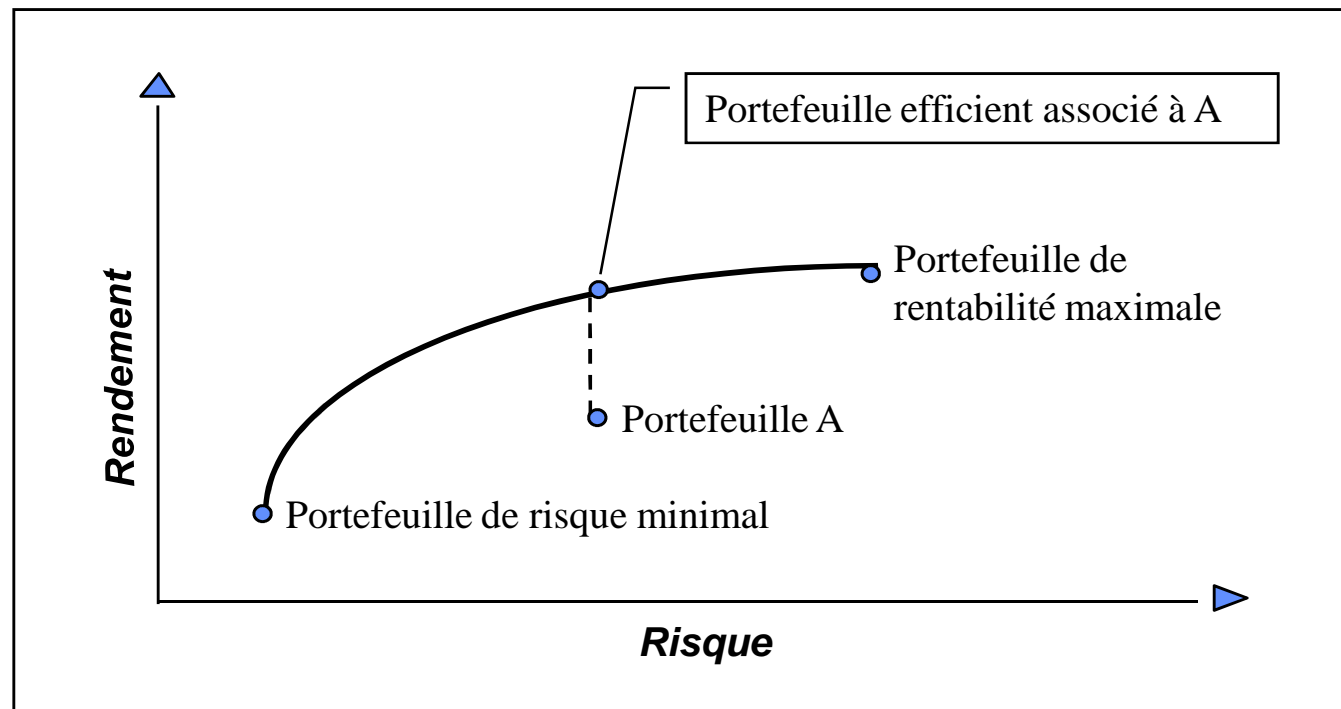 Portefeuille efficient associé à A
Portefeuille de
rentabilité maximale
Rendement
Portefeuille A
Portefeuille de risque minimal
Risque